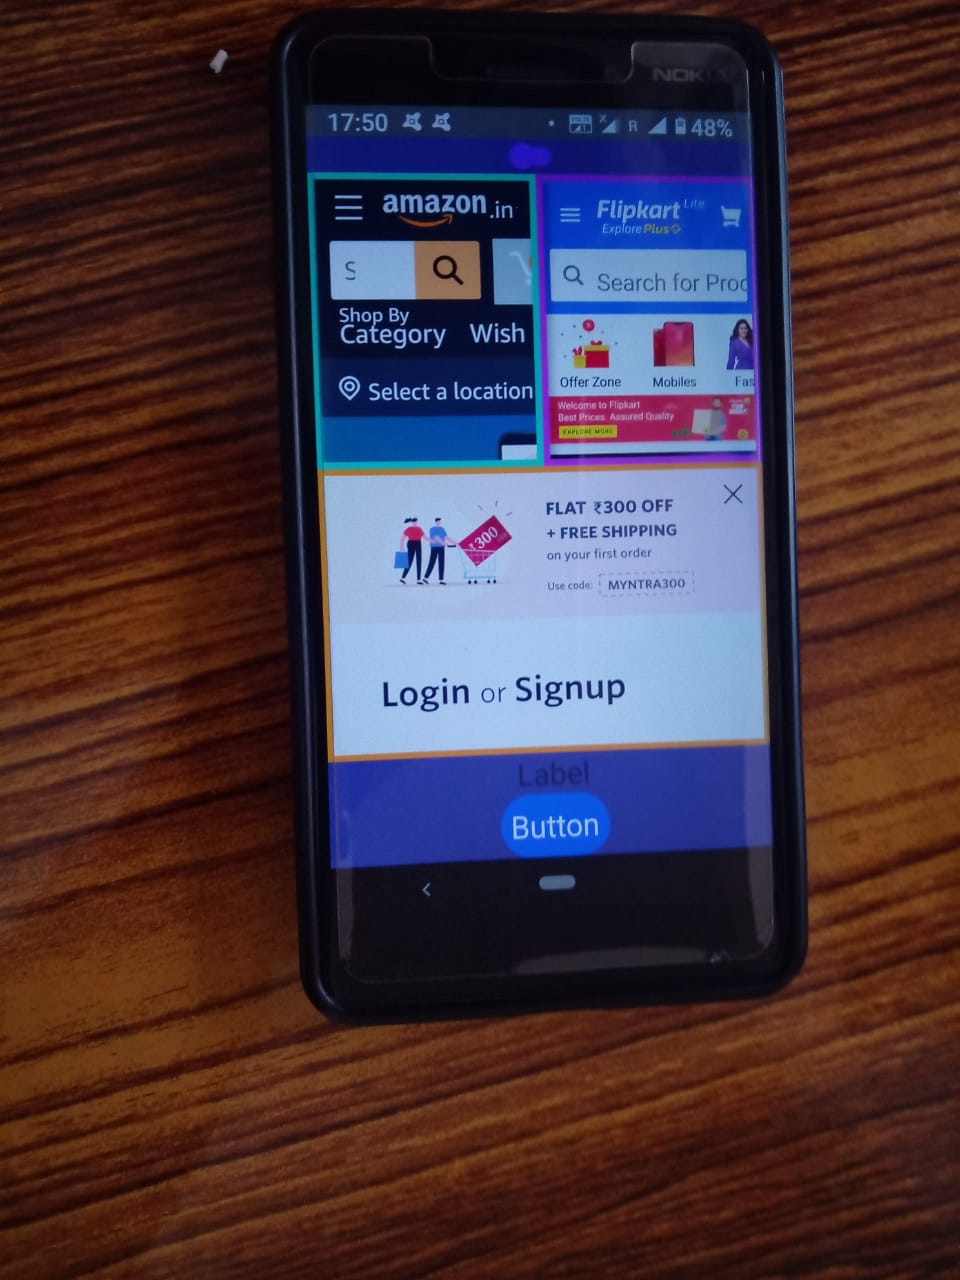 NOKIA
17:50
R
48%
amazon.in
S
Shop By
Category Wish
Select a location
Flipkart Lite
Explore Plus
Search for Proc
Offer Zone Mobiles Fas
Welcome to Flipkart
Best Prices. Assured Quality
EXPLORE MORE
₹300
FLAT ₹300 OFF
+ FREE SHIPPING
on your first order
Use code: MYNTRA300
Login or Signup
Label
Button